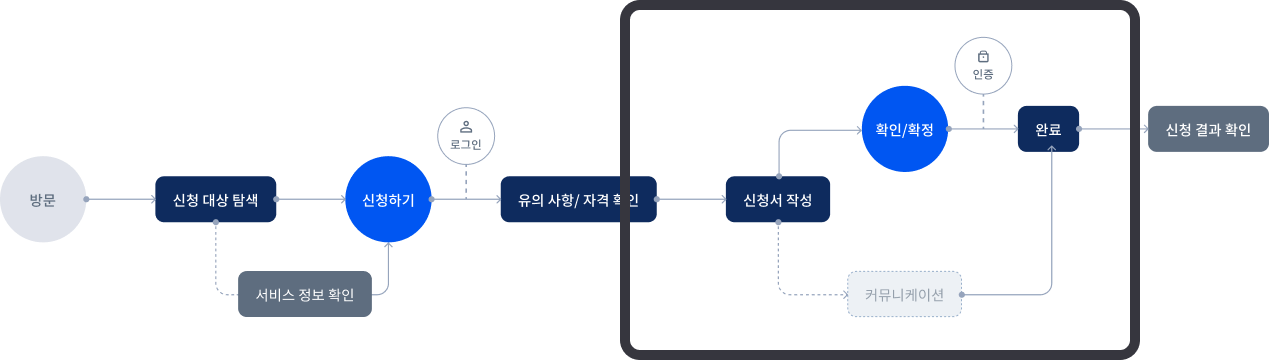 방문
신청 대상 탐색
서비스 정보 확인
신청하기
로그인
유의 사항/ 자격 확인
신청서 작성
커뮤니케이션
확인/확정
인증
완료
신청 결과 확인